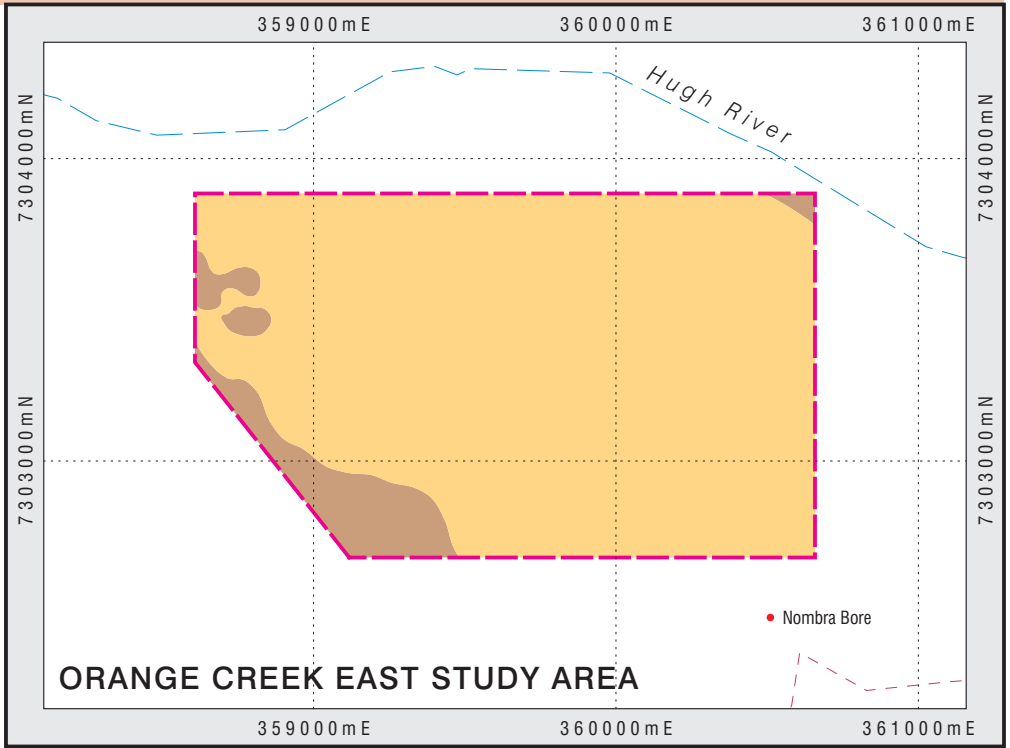 359000mE 360000mE 361000mE
Hugh River
7304000mN 7304000mN
7303000mN 7303000mN
Nombra Bore
ORANGE CREEK EAST STUDY AREA
359000mE 360000mE 361000mE